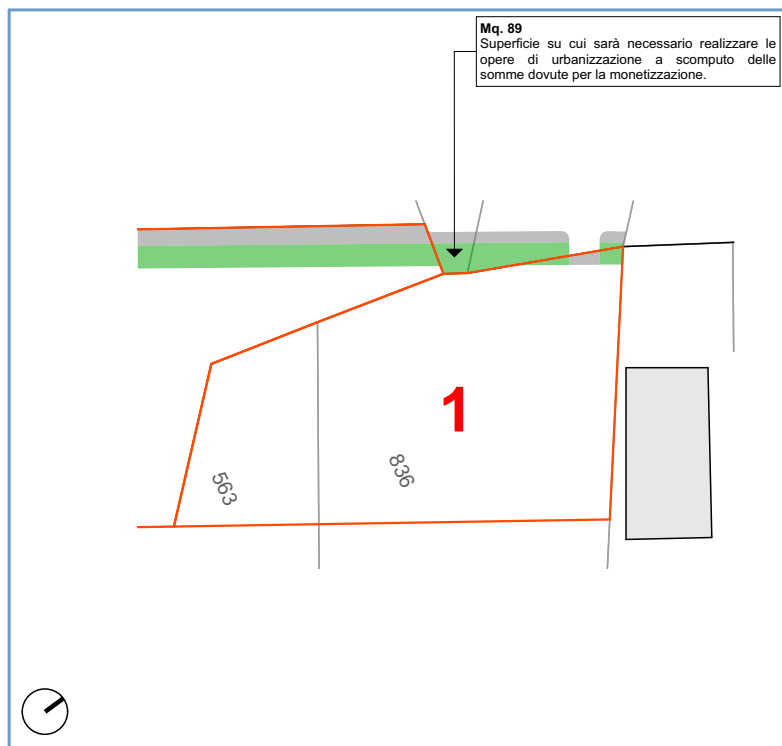 Mq. 89
Superficie su cui sarà necessario realizzare le
opere di urbanizzazione a scomputo delle
somme dovute per la monetizzazione.
1
563
836